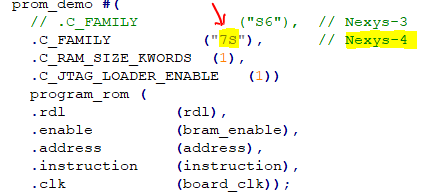 prom_demo #(
// .C_FAMILY ("S6"), // Nexys-3
.C_FAMILY ("7S"), // Nexys-4
.C_RAM_SIZE_KWORDS (1),
.C_JTAG_LOADER_ENABLE (1))
program_rom (
.rdl (rdl),
.enable (bram_enable),
.address (address),
.instruction (instruction),
.clk (board_clk));